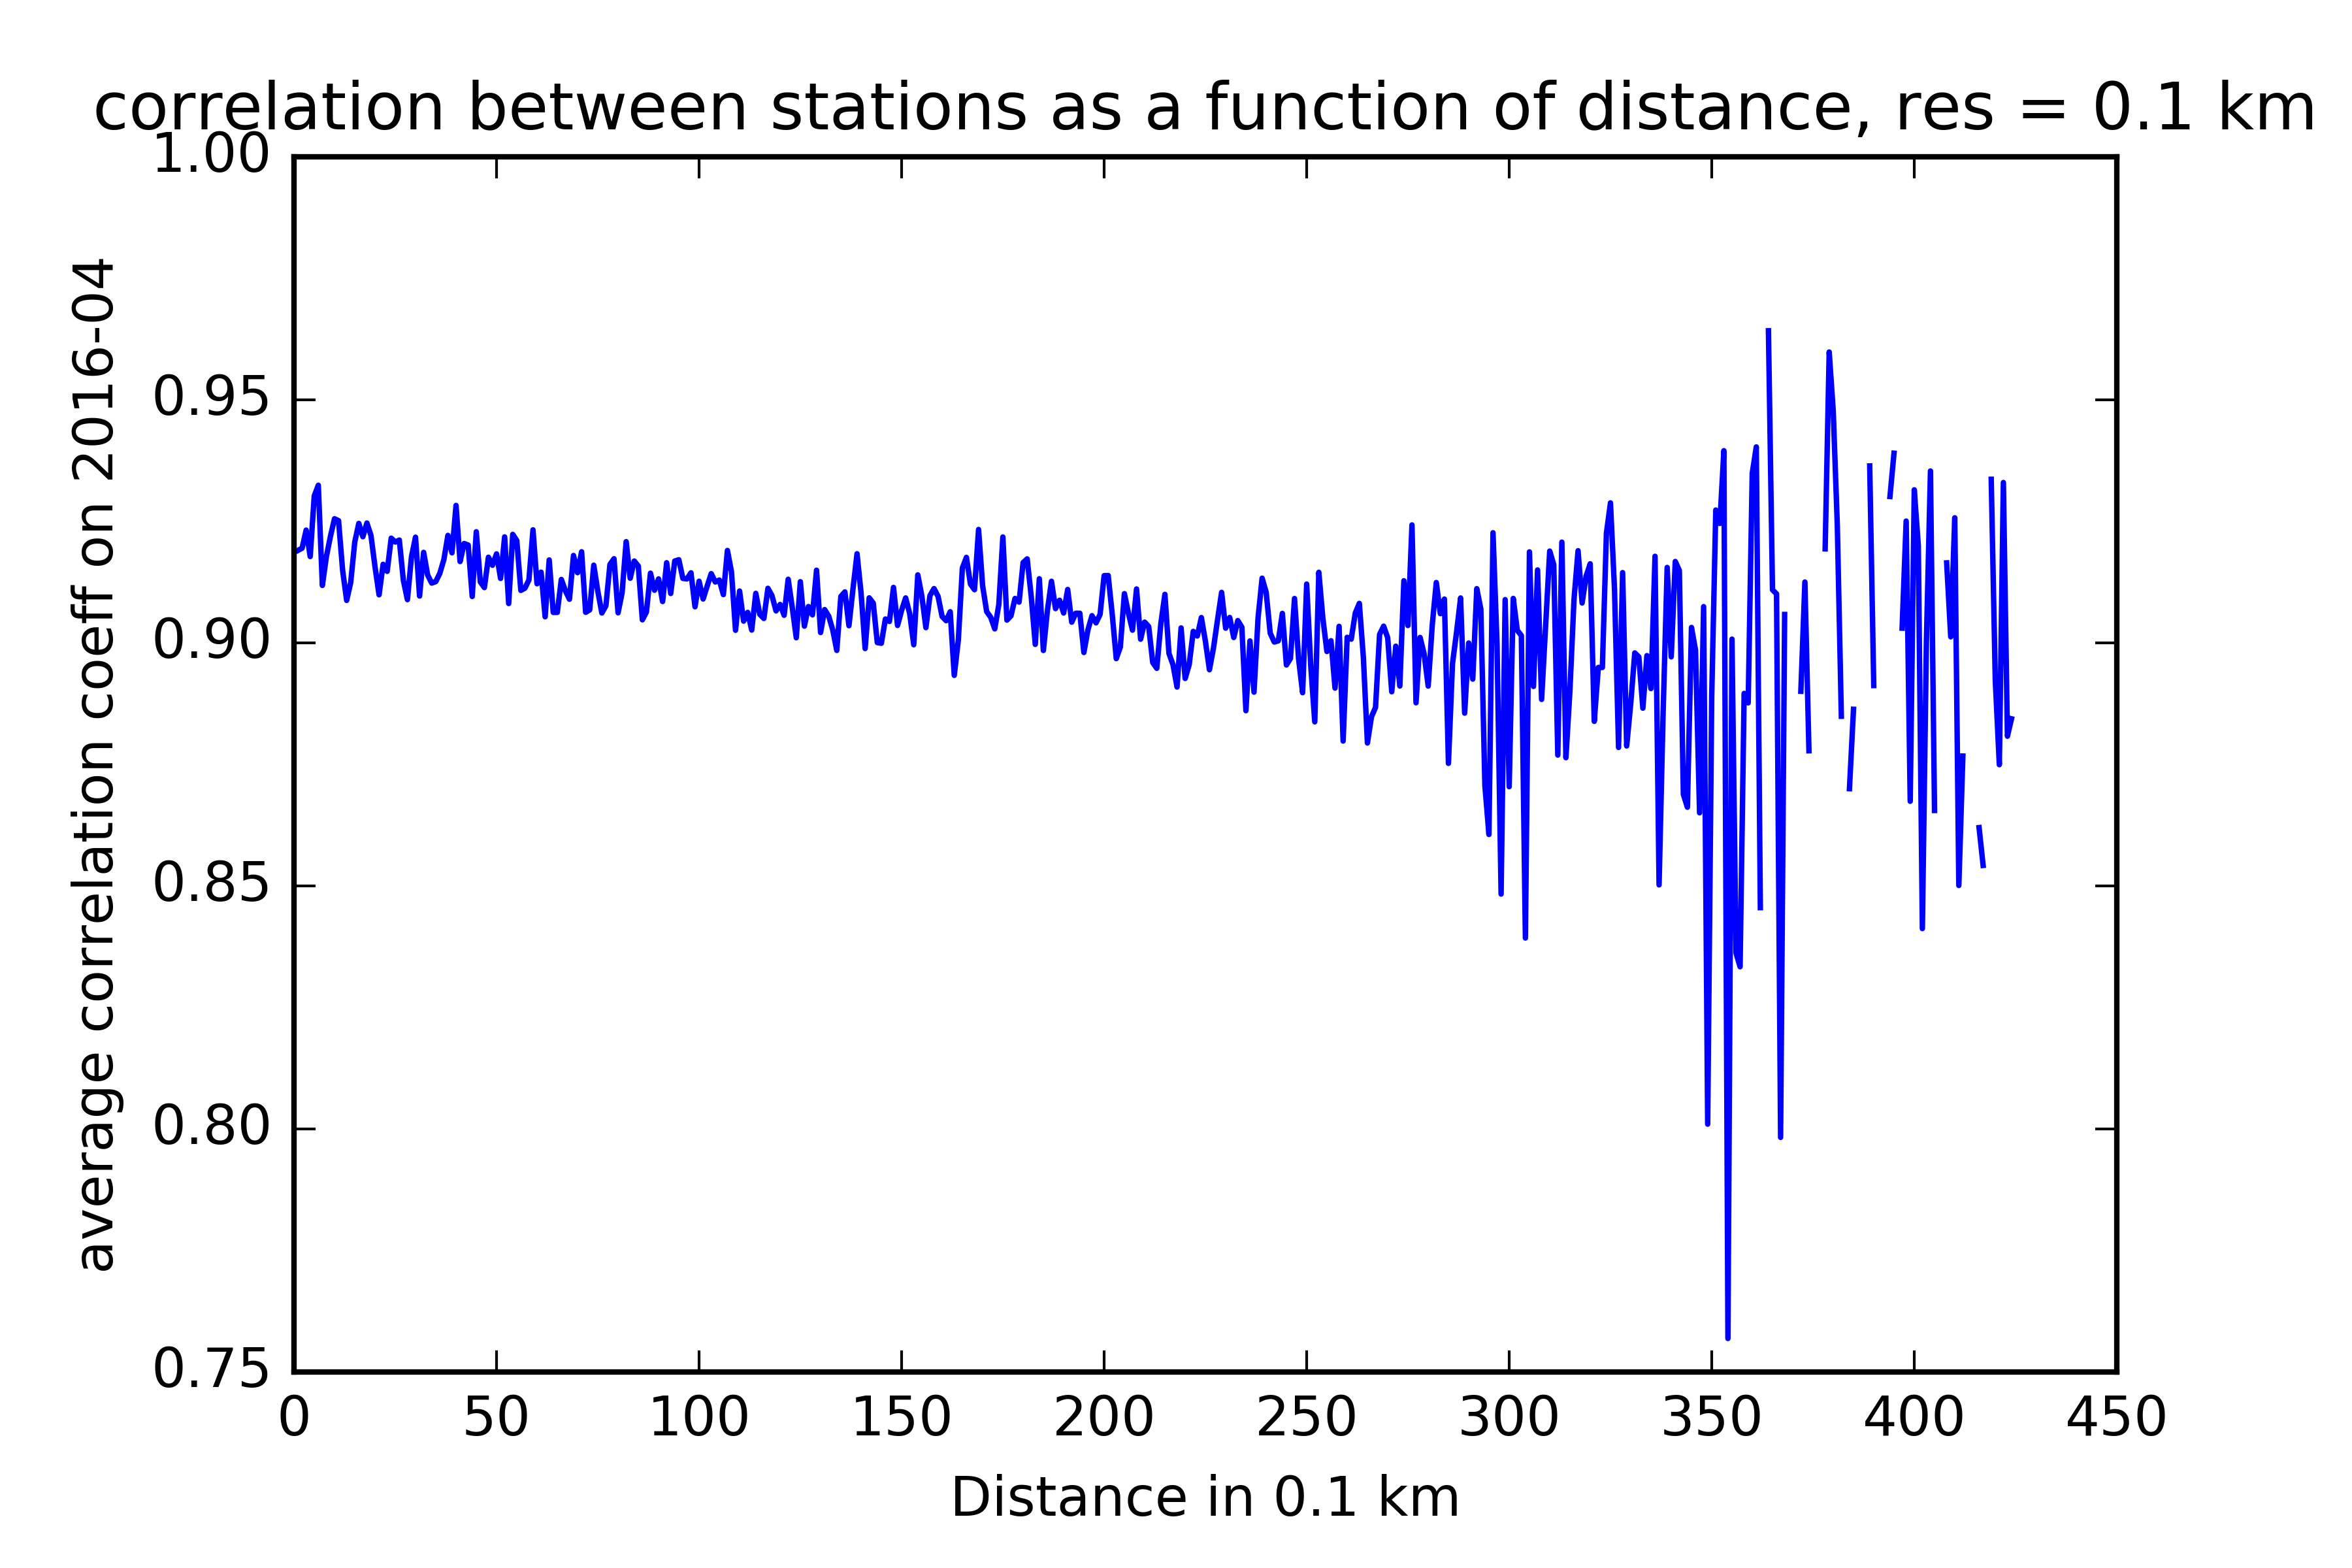 correlation between stations as a function of distance, res = 0.1 km
average correlation coeff on 2016-04
1.00
0.95
0.90
0.85
0.80
0.75
0 50 100 150 200 250 300 350 400 450
Distance in 0.1 km